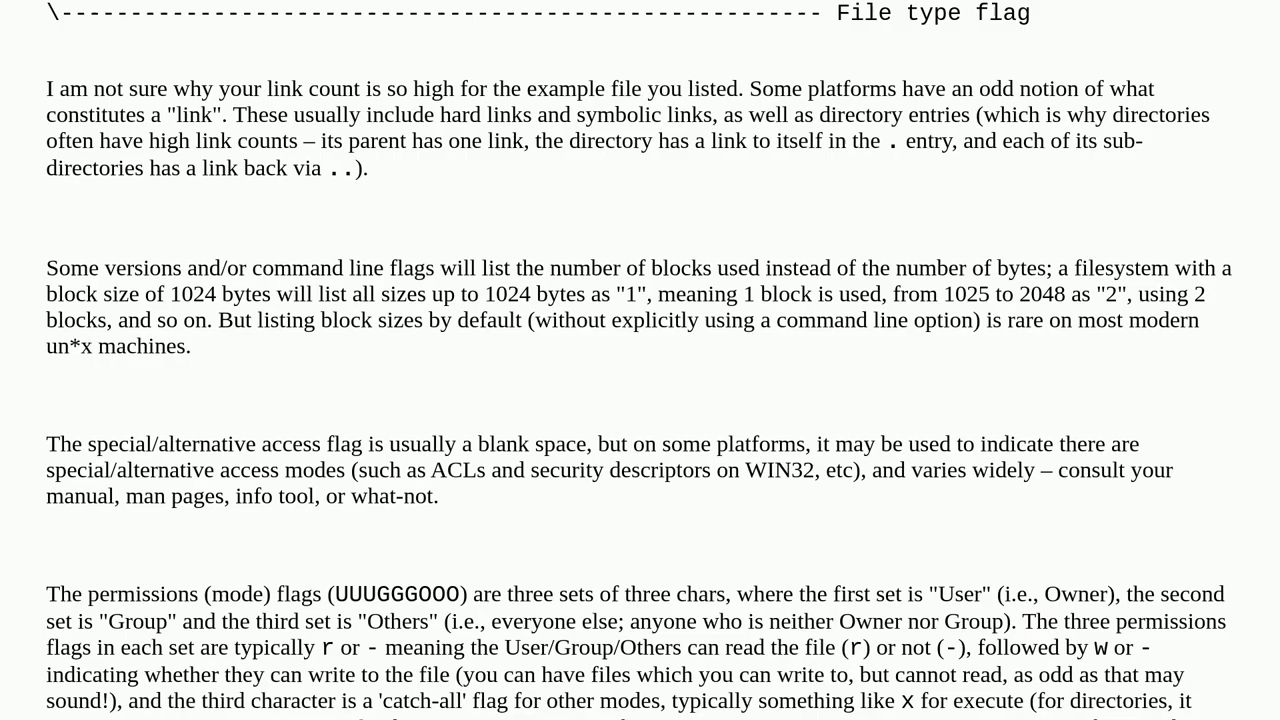 \------------------------------------------------------- File type flag
I am not sure why your link count is so high for the example file you listed. Some platforms have an odd notion of what
constitutes a "link". These usually include hard links and symbolic links, as well as directory entries (which is why directories
often have high link counts – its parent has one link, the directory has a link to itself in the . entry, and each of its sub-
directories has a link back via ..).
Some versions and/or command line flags will list the number of blocks used instead of the number of bytes; a filesystem with a
block size of 1024 bytes will list all sizes up to 1024 bytes as "1", meaning 1 block is used, from 1025 to 2048 as "2", using 2
blocks, and so on. But listing block sizes by default (without explicitly using a command line option) is rare on most modern
un*x machines.
The special/alternative access flag is usually a blank space, but on some platforms, it may be used to indicate there are
special/alternative access modes (such as ACLs and security descriptors on WIN32, etc), and varies widely – consult your
manual, man pages, info tool, or what-not.
The permissions (mode) flags (UUUGGGOOO) are three sets of three chars, where the first set is "User" (i.e., Owner), the second
set is "Group" and the third set is "Others" (i.e., everyone else; anyone who is neither Owner nor Group). The three permissions
flags in each set are typically r or - meaning the User/Group/Others can read the file (r) or not (-), followed by w or -
indicating whether they can write to the file (you can have files which you can write to, but cannot read, as odd as that may
sound!), and the third character is a 'catch-all' flag for other modes, typically something like x for execute (for directories, it